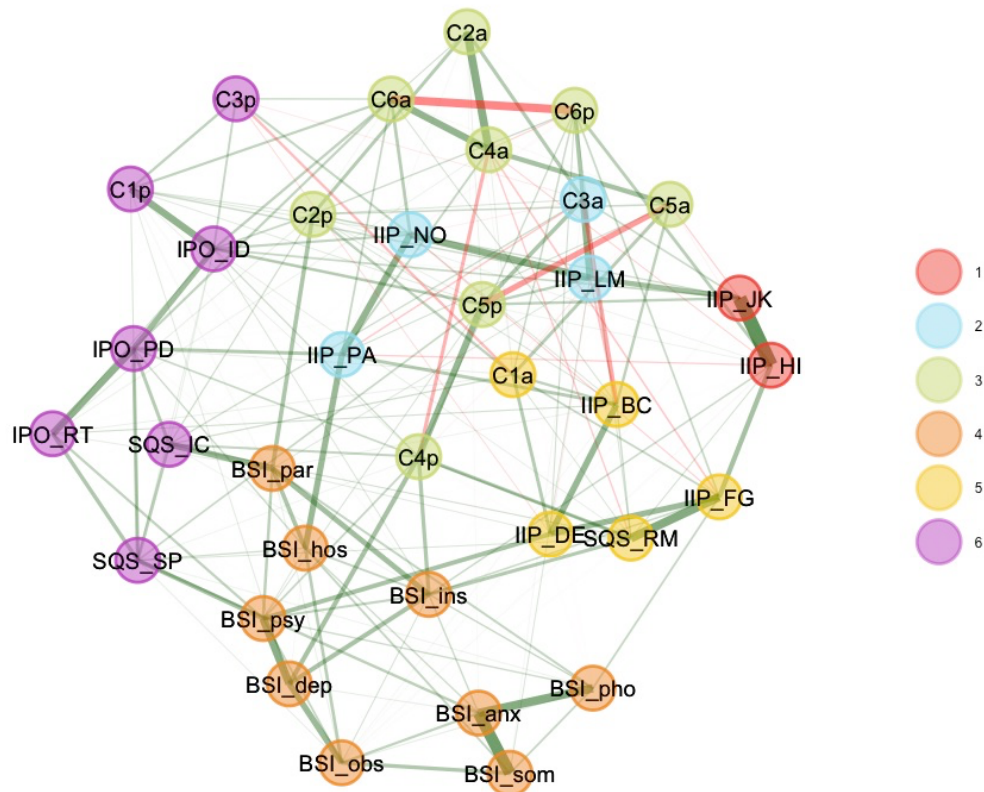 C2a
C3p
C6a
C6p
C4a
C1p
C3a
C5a
C2p
IIP_NO
IPO_ID
IIP_LM
IIP_JK
C5p
IPO_PD
IIP_PA
IIP_HI
C1a
IIP_BC
IPO_RT
SQS_IC
BSI_par
C4p
IIP_FG
IIP_DE
SQS_RM
BSI_hos
SQS_SP
BSI_ins
BSI_psy
BSI_dep
BSI_pho
BSI_anx
BSI_obs
BSI_som
1
2
3
4
5
6